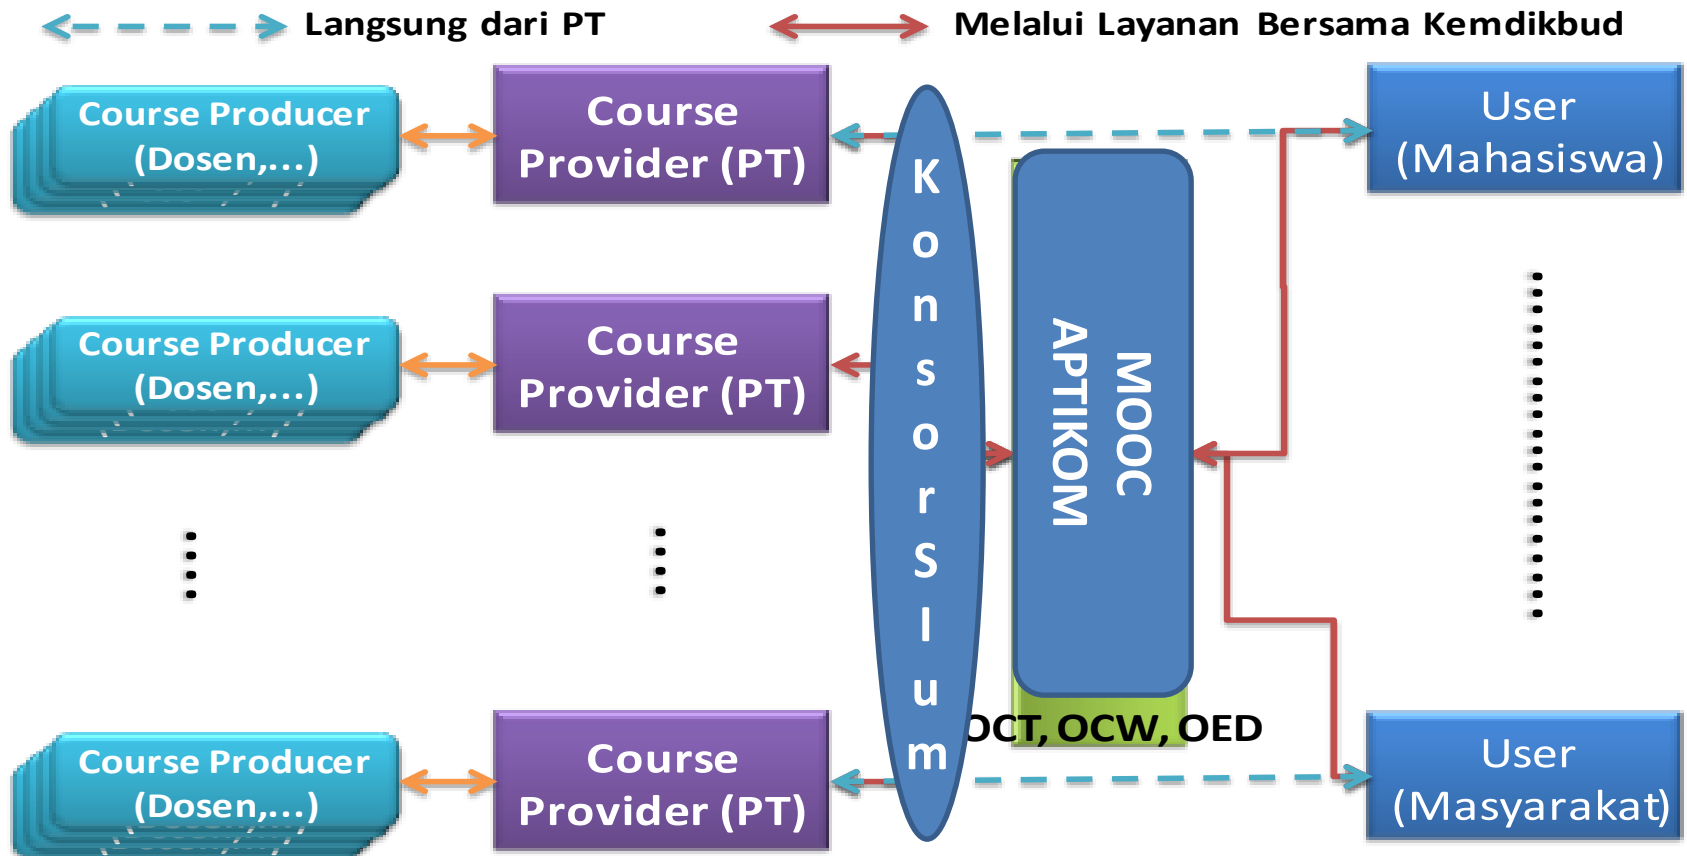 Langsung dari PT
Melalui Layanan Bersama Kemdikbud
Course Producer
(Dosen,...)
Course
Provider (PT)
User
(Mahasiswa)
Course Producer
(Dosen,...)
Course
Provider (PT)
KonsorSIum
MOOC
APTIKOM
OCT, OCW, OED
Course Producer
(Dosen,...)
Course
Provider (PT)
User
(Masyarakat)